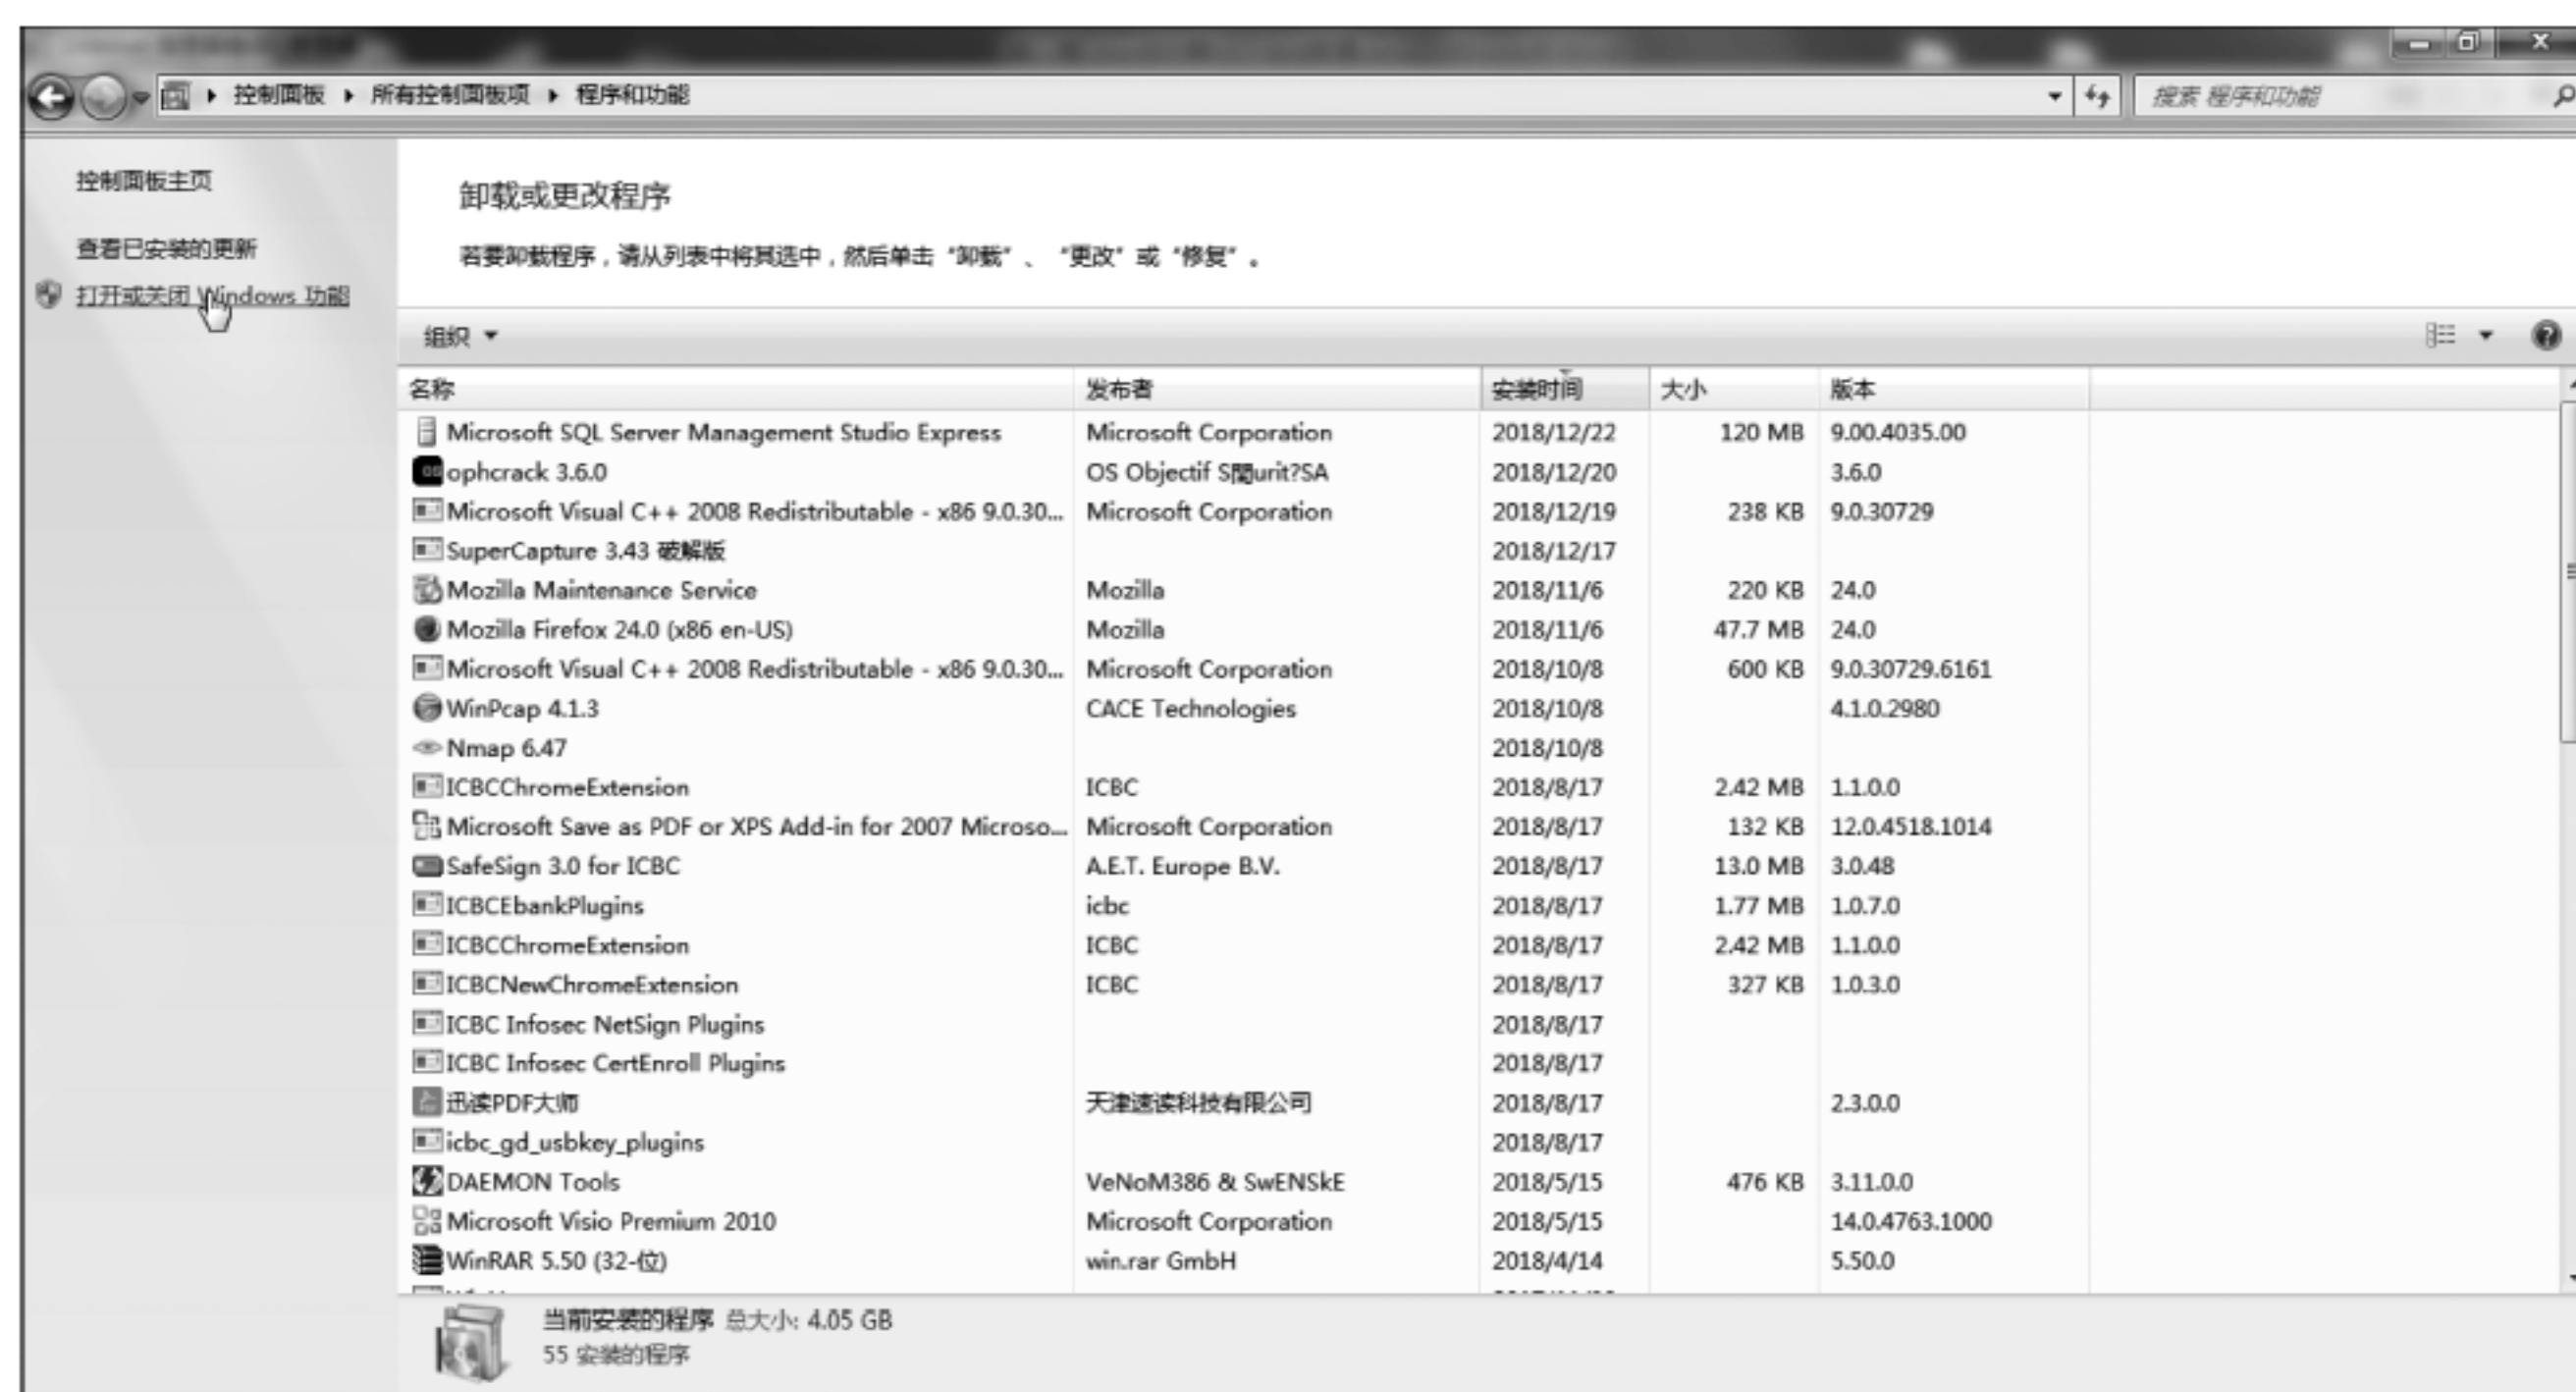 控制面板 ▸ 所有控制面板项 ▸ 程序和功能
搜索 程序和功能
控制面板主页
查看已安装的更新
打开或关闭 Windows 功能
卸载或更改程序
若要卸载程序，请从列表中将其选中，然后单击“卸载”、“更改”或“修复”。
组织
名称 发布者 安装时间 大小 版本
Microsoft SQL Server Management Studio Express Microsoft Corporation 2018/12/22 120 MB 9.00.4035.00
ophcrack 3.6.0 OS Objectif S閏urit?SA 2018/12/20 3.6.0
Microsoft Visual C++ 2008 Redistributable - x86 9.0.30... Microsoft Corporation 2018/12/19 238 KB 9.0.30729
SuperCapture 3.43 破解版 2018/12/17
Mozilla Maintenance Service Mozilla 2018/11/6 220 KB 24.0
Mozilla Firefox 24.0 (x86 en-US) Mozilla 2018/11/6 47.7 MB 24.0
Microsoft Visual C++ 2008 Redistributable - x86 9.0.30... Microsoft Corporation 2018/10/8 600 KB 9.0.30729.6161
WinPcap 4.1.3 CACE Technologies 2018/10/8 4.1.0.2980
Nmap 6.47 2018/10/8
ICBCChromeExtension ICBC 2018/8/17 2.42 MB 1.1.0.0
Microsoft Save as PDF or XPS Add-in for 2007 Microso... Microsoft Corporation 2018/8/17 132 KB 12.0.4518.1014
SafeSign 3.0 for ICBC A.E.T. Europe B.V. 2018/8/17 13.0 MB 3.0.48
ICBCEbankPlugins icbc 2018/8/17 1.77 MB 1.0.7.0
ICBCChromeExtension ICBC 2018/8/17 2.42 MB 1.1.0.0
ICBCNewChromeExtension ICBC 2018/8/17 327 KB 1.0.3.0
ICBC Infosec NetSign Plugins 2018/8/17
ICBC Infosec CertEnroll Plugins 2018/8/17
迅读PDF大师 天津速读科技有限公司 2018/8/17 2.3.0.0
icbc_gd_usbkey_plugins 2018/8/17
DAEMON Tools VeNoM386 & SwENSkE 2018/5/15 476 KB 3.11.0.0
Microsoft Visio Premium 2010 Microsoft Corporation 2018/5/15 14.0.4763.1000
WinRAR 5.50 (32-位) win.rar GmbH 2018/4/14 5.50.0
当前安装的程序 总大小: 4.05 GB
55 安装的程序